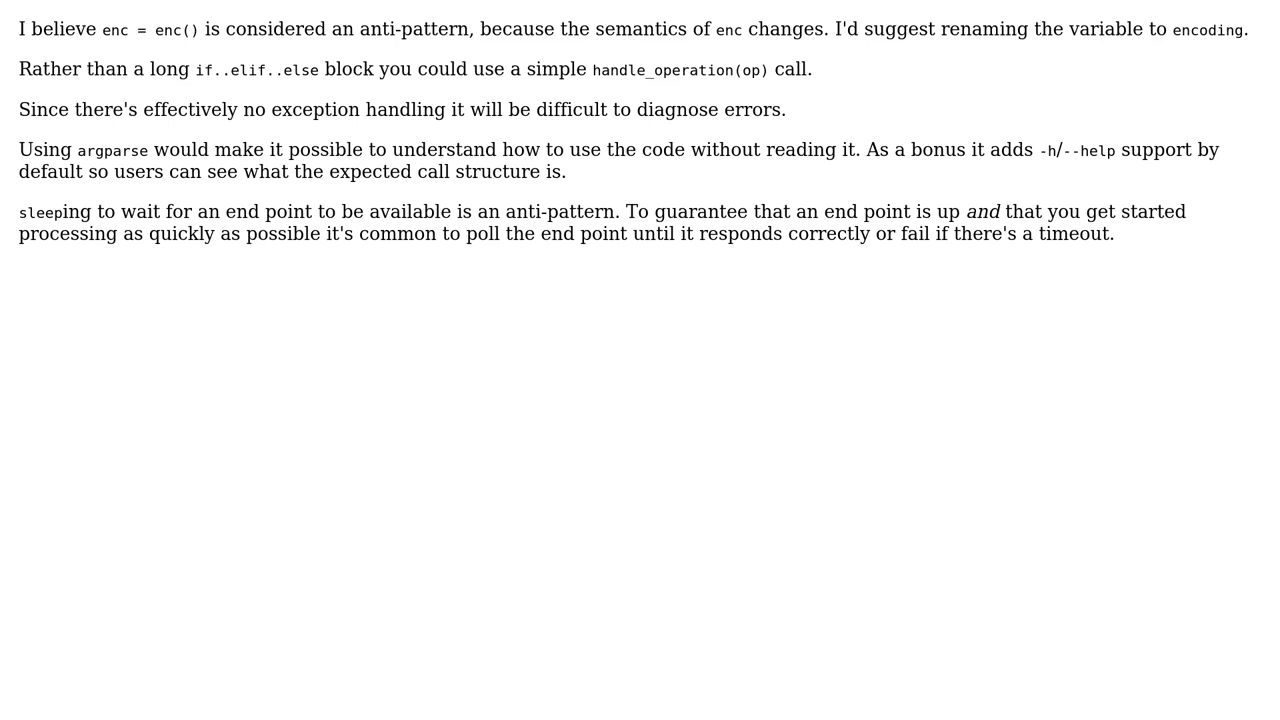 I believe enc = enc() is considered an anti-pattern, because the semantics of enc changes. I'd suggest renaming the variable to encoding.
Rather than a long if..elif..else block you could use a simple handle_operation(op) call.
Since there's effectively no exception handling it will be difficult to diagnose errors.
Using argparse would make it possible to understand how to use the code without reading it. As a bonus it adds -h/--help support by
default so users can see what the expected call structure is.
sleeping to wait for an end point to be available is an anti-pattern. To guarantee that an end point is up and that you get started
processing as quickly as possible it's common to poll the end point until it responds correctly or fail if there's a timeout.